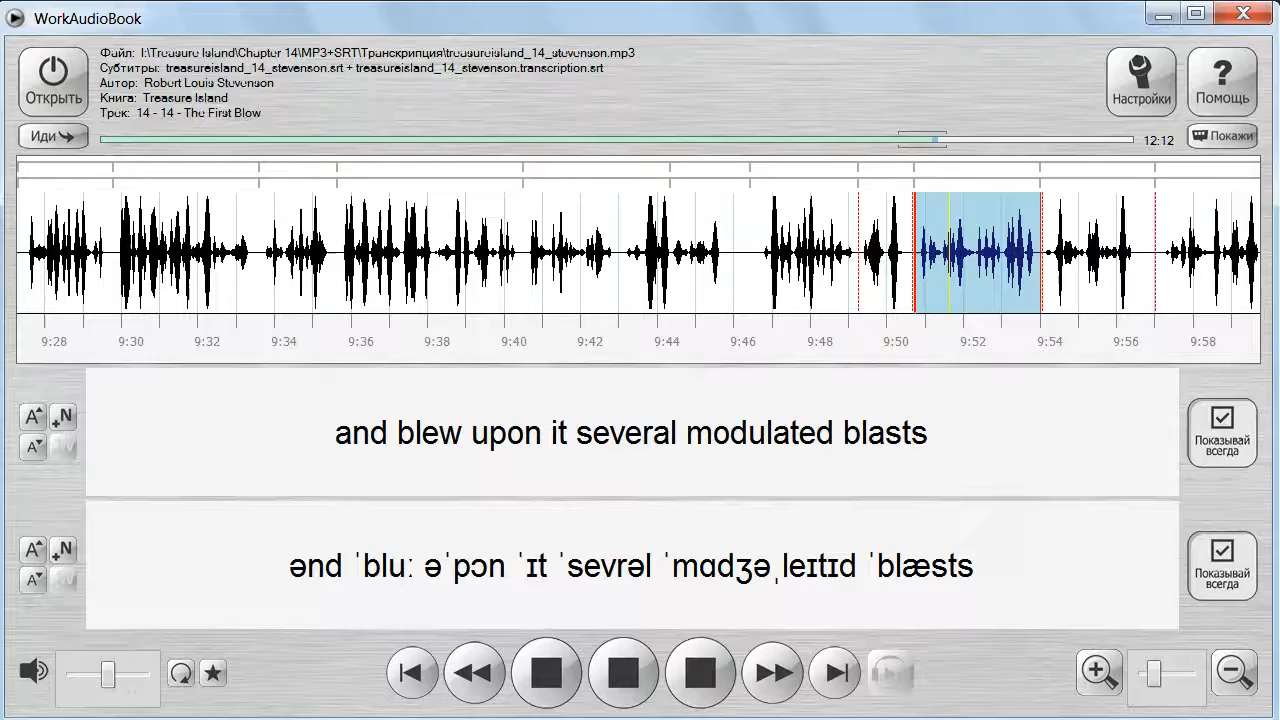 WorkAudioBook
Файл: I:\Treasure Island\Chapter 14\MP3+SRT\Транскрипция\treasureisland_14_stevenson.mp3
Субтитры: treasureisland_14_stevenson.srt + treasureisland_14_stevenson.transcription.srt
Автор: Robert Louis Stevenson
Книга: Treasure Island
Трек: 14 - 14 - The First Blow
Открыть
Настройки
Помощь
Иди
12:12
Покажи
9:28 9:30 9:32 9:34 9:36 9:38 9:40 9:42 9:44 9:46 9:48 9:50 9:52 9:54 9:56 9:58
A N
A
and blew upon it several modulated blasts
Показывай
всегда
A N
A
ənd ˈbluː əˈpɔn ˈɪt ˈsevrəl ˈmɑdʒəˌleɪtɪd ˈblæsts
Показывай
всегда